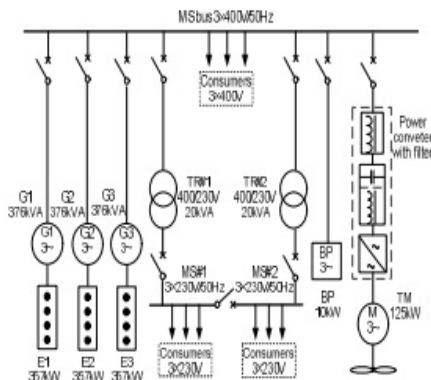 MSbus 3×400V/50Hz
Consumers
3×400V
Power
conveter
with filter
G1
376kVA
G2
376kVA
G3
376kVA
TR#1
400/230V
20kVA
TR#2
400/230V
20kVA
G1
3~
G2
3~
G3
3~
MS#1
3×230V/50Hz
MS#2
3×230V/50Hz
BP
3~
BP
10kW
M
3~
TM
125kW
E1
357kW
E2
357kW
E3
357kW
Consumers
3×230V
Consumers
3×230V